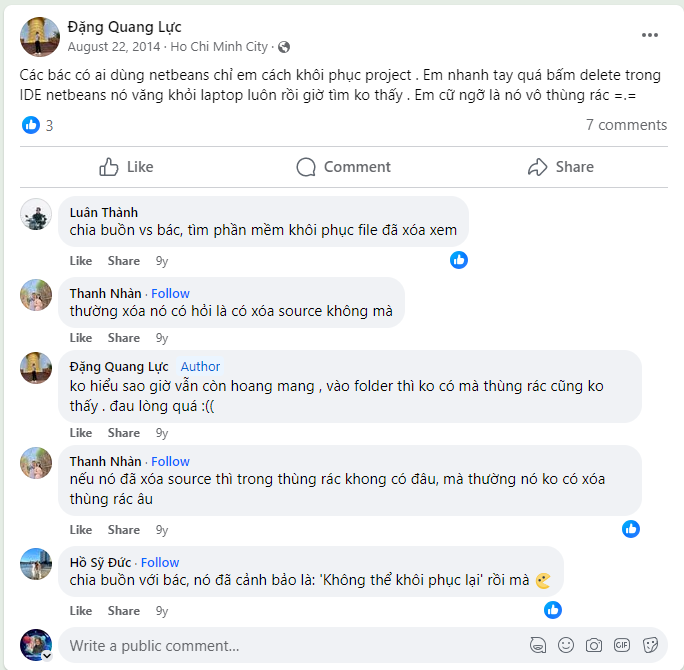 Đặng Quang Lực
August 22, 2014 · Ho Chi Minh City ·
Các bác có ai dùng netbeans chỉ em cách khôi phục project . Em nhanh tay quá bấm delete trong
IDE netbeans nó văng khỏi laptop luôn rồi giờ tìm ko thấy . Em cữ ngỡ là nó vô thùng rác =.=
3
7 comments
Like
Comment
Share
Luân Thành
chia buồn vs bác, tìm phần mềm khôi phục file đã xóa xem
Like Share 9y
Thanh Nhàn · Follow
thường xóa nó có hỏi là có xóa source không mà
Like Share 9y
Đặng Quang Lực Author
ko hiểu sao giờ vẫn còn hoang mang , vào folder thì ko có mà thùng rác cũng ko
thấy . đau lòng quá :((
Like Share 9y
Thanh Nhàn · Follow
nếu nó đã xóa source thì trong thùng rác khong có đâu, mà thường nó ko có xóa
thùng rác âu
Like Share 9y
Hồ Sỹ Đức · Follow
chia buồn với bác, nó đã cảnh bảo là: 'Không thể khôi phục lại' rồi mà
Like Share 9y
Write a public comment...
GIF